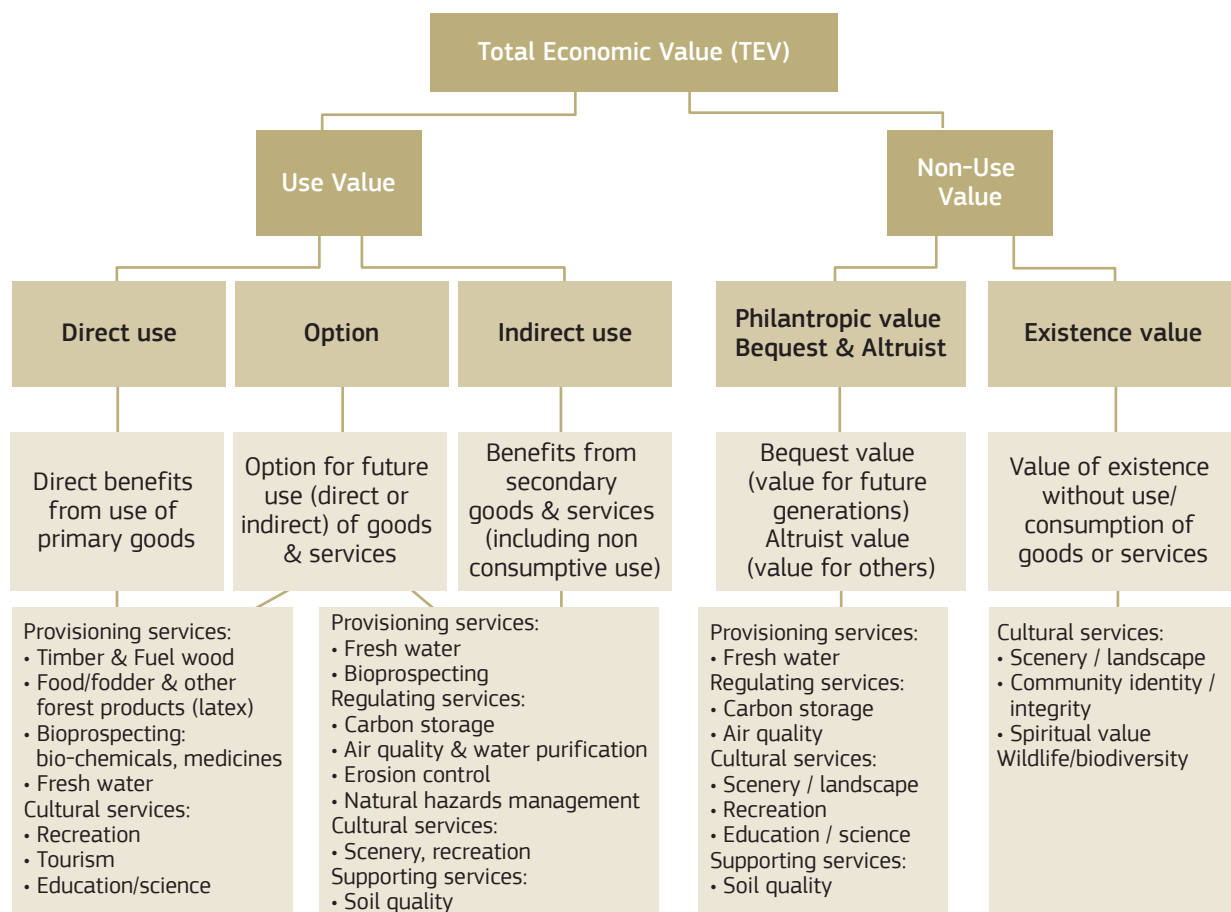 Total Economic Value (TEV)
Use Value
Non-Use
Value
Direct use
Option
Indirect use
Philantropic value
Bequest & Altruist
Existence value
Direct benefits
from use of
primary goods
Option for future
use (direct or
indirect) of goods
& services
Benefits from
secondary
goods & services
(including non
consumptive use)
Bequest value
(value for future
generations)
Altruist value
(value for others)
Value of existence
without use/
consumption of
goods or services
Provisioning services:
• Timber & Fuel wood
• Food/fodder & other
forest products (latex)
• Bioprospecting:
bio-chemicals, medicines
• Fresh water
Cultural services:
• Recreation
• Tourism
• Education/science
Provisioning services:
• Fresh water
• Bioprospecting
Regulating services:
• Carbon storage
• Air quality & water purification
• Erosion control
• Natural hazards management
Cultural services:
• Scenery, recreation
Supporting services:
• Soil quality
Provisioning services:
• Fresh water
Regulating services:
• Carbon storage
• Air quality
Cultural services:
• Scenery / landscape
• Recreation
• Education / science
Supporting services:
• Soil quality
Cultural services:
• Scenery / landscape
• Community identity /
integrity
• Spiritual value
Wildlife/biodiversity